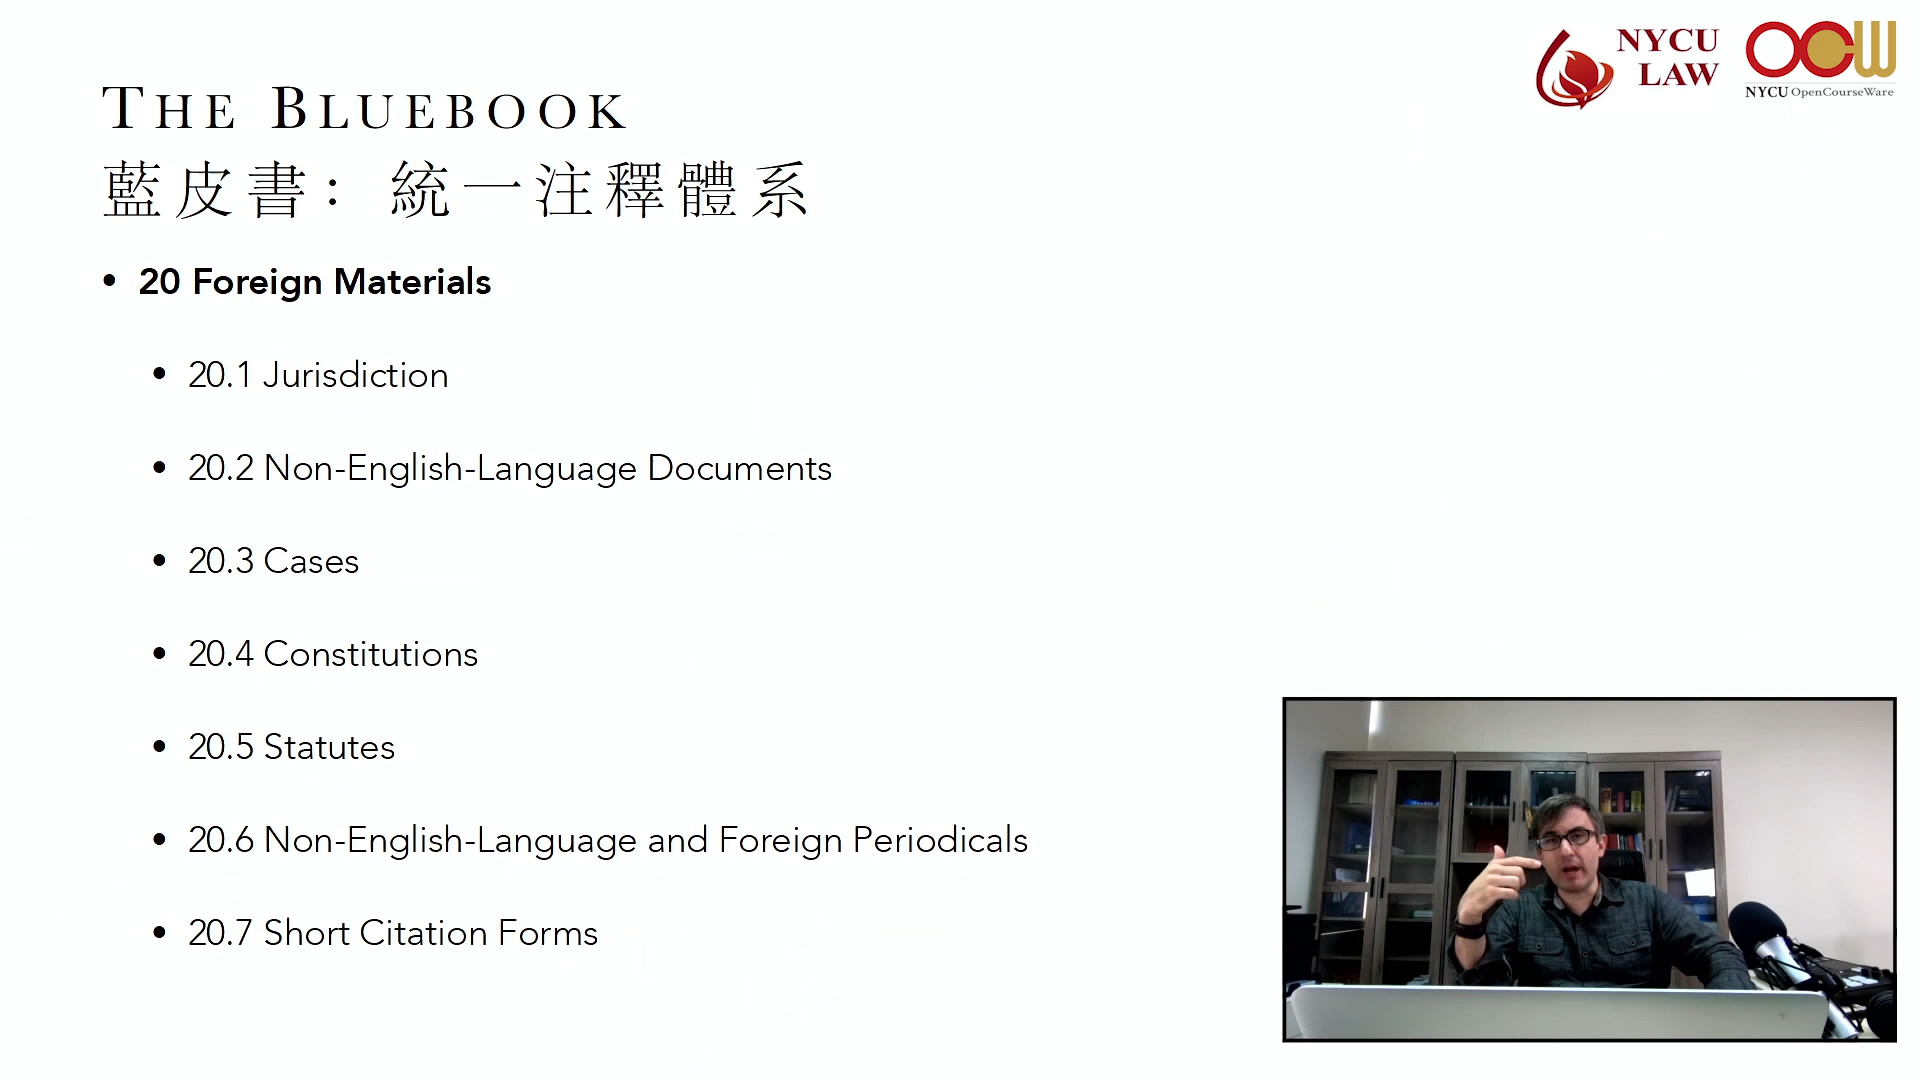 NYCU
LAW
OCW
NYCU OpenCourseWare
THE BLUEBOOK
藍皮書：統一注釋體系
• 20 Foreign Materials
• 20.1 Jurisdiction
• 20.2 Non-English-Language Documents
• 20.3 Cases
• 20.4 Constitutions
• 20.5 Statutes
• 20.6 Non-English-Language and Foreign Periodicals
• 20.7 Short Citation Forms